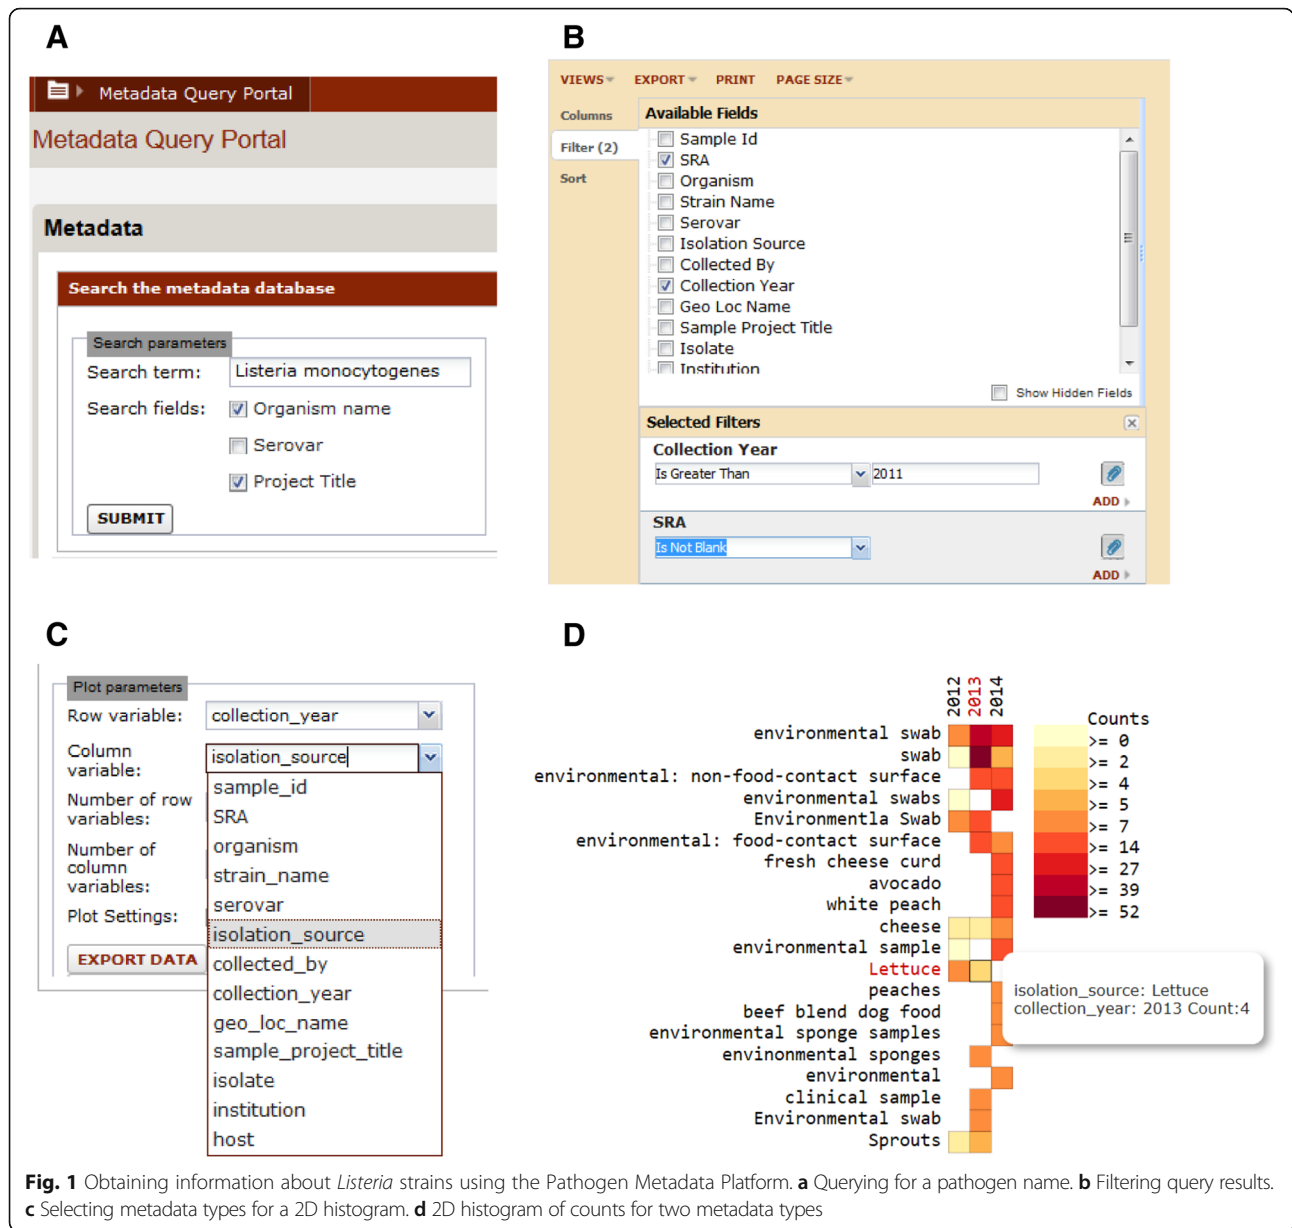 A
Metadata Query Portal
Metadata Query Portal
Metadata
Search the metadata database
Search parameters
Search term: Listeria monocytogenes
Search fields: Organism name
Serovar
Project Title
SUBMIT
B
VIEWS EXPORT PRINT PAGE SIZE
Columns
Filter (2)
Sort
Available Fields
Sample Id
SRA
Organism
Strain Name
Serovar
Isolation Source
Collected By
Collection Year
Geo Loc Name
Sample Project Title
Isolate
Institution
Show Hidden Fields
Selected Filters
Collection Year
Is Greater Than 2011
ADD
SRA
Is Not Blank
ADD
C
Plot parameters
Row variable: collection_year
Column
variable:
isolation_source
Number of row
variables:
Number of
column
variables:
Plot Settings:
EXPORT DATA
sample_id
SRA
organism
strain_name
serovar
isolation_source
collected_by
collection_year
geo_loc_name
sample_project_title
isolate
institution
host
D
2012
2013
2014
environmental swab
swab
environmental: non-food-contact surface
environmental swabs
Environmentla Swab
environmental: food-contact surface
fresh cheese curd
avocado
white peach
cheese
environmental sample
Lettuce
peaches
beef blend dog food
environmental sponge samples
envinonmental sponges
environmental
clinical sample
Environmental swab
Sprouts
Counts
>= 0
>= 2
>= 4
>= 5
>= 7
>= 14
>= 27
>= 39
>= 52
isolation_source: Lettuce
collection_year: 2013 Count:4
Fig. 1 Obtaining information about Listeria strains using the Pathogen Metadata Platform. a Querying for a pathogen name. b Filtering query results.
c Selecting metadata types for a 2D histogram. d 2D histogram of counts for two metadata types